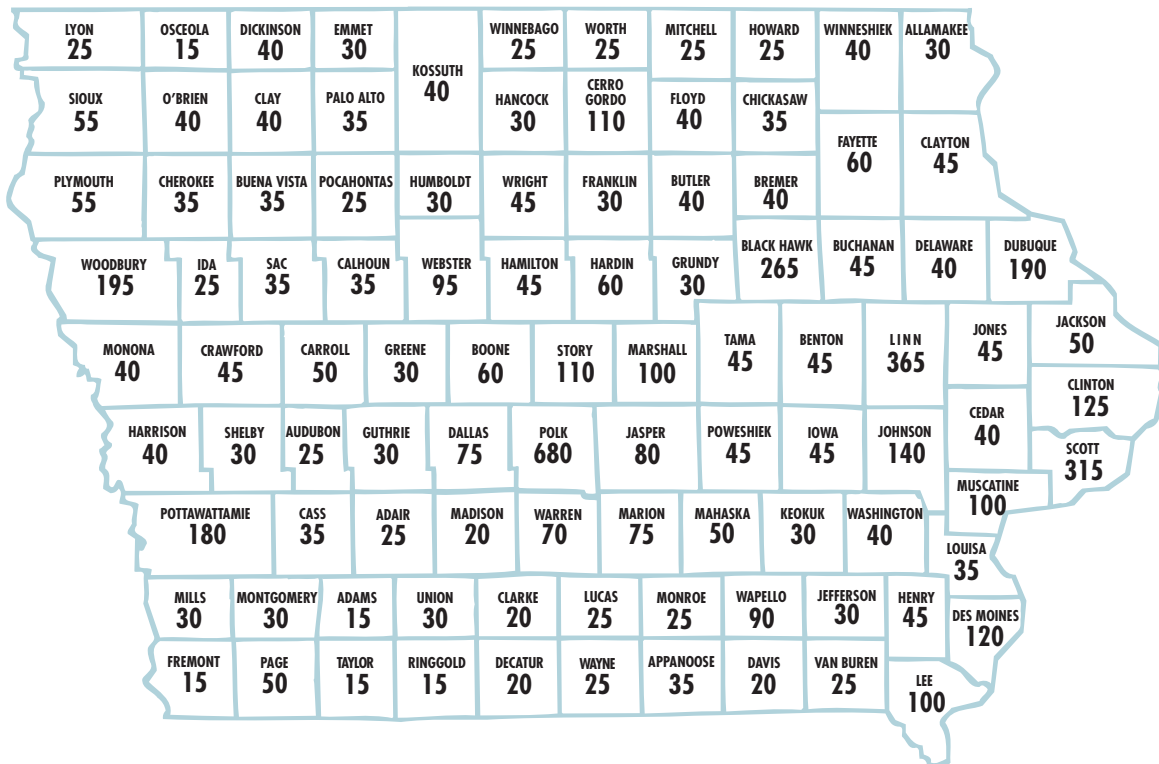 LYON
25
OSCEOLA
15
DICKINSON
40
EMMET
30
KOSSUTH
40
WINNEBAGO
25
WORTH
25
MITCHELL
25
HOWARD
25
WINNESHIEK
40
ALLAMAKEE
30
SIOUX
55
O'BRIEN
40
CLAY
40
PALO ALTO
35
HANCOCK
30
CERRO
GORDO
110
FLOYD
40
CHICKASAW
35
FAYETTE
60
CLAYTON
45
PLYMOUTH
55
CHEROKEE
35
BUENA VISTA
35
POCAHONTAS
25
HUMBOLDT
30
WRIGHT
45
FRANKLIN
30
BUTLER
40
BREMER
40
WOODBURY
195
IDA
25
SAC
35
CALHOUN
35
WEBSTER
95
HAMILTON
45
HARDIN
60
GRUNDY
30
BLACK HAWK
265
BUCHANAN
45
DELAWARE
40
DUBUQUE
190
MONONA
40
CRAWFORD
45
CARROLL
50
GREENE
30
BOONE
60
STORY
110
MARSHALL
100
TAMA
45
BENTON
45
LINN
365
JONES
45
JACKSON
50
CLINTON
125
HARRISON
40
SHELBY
30
AUDUBON
25
GUTHRIE
30
DALLAS
75
POLK
680
JASPER
80
POWESHIEK
45
IOWA
45
JOHNSON
140
CEDAR
40
SCOTT
315
MUSCATINE
100
POTTAWATTAMIE
180
CASS
35
ADAIR
25
MADISON
20
WARREN
70
MARION
75
MAHASKA
50
KEOKUK
30
WASHINGTON
40
LOUISA
35
MILLS
30
MONTGOMERY
30
ADAMS
15
UNION
30
CLARKE
20
LUCAS
25
MONROE
25
WAPELLO
90
JEFFERSON
30
HENRY
45
DES MOINES
120
FREMONT
15
PAGE
50
TAYLOR
15
RINGGOLD
15
DECATUR
20
WAYNE
25
APPANOOSE
35
DAVIS
20
VAN BUREN
25
LEE
100